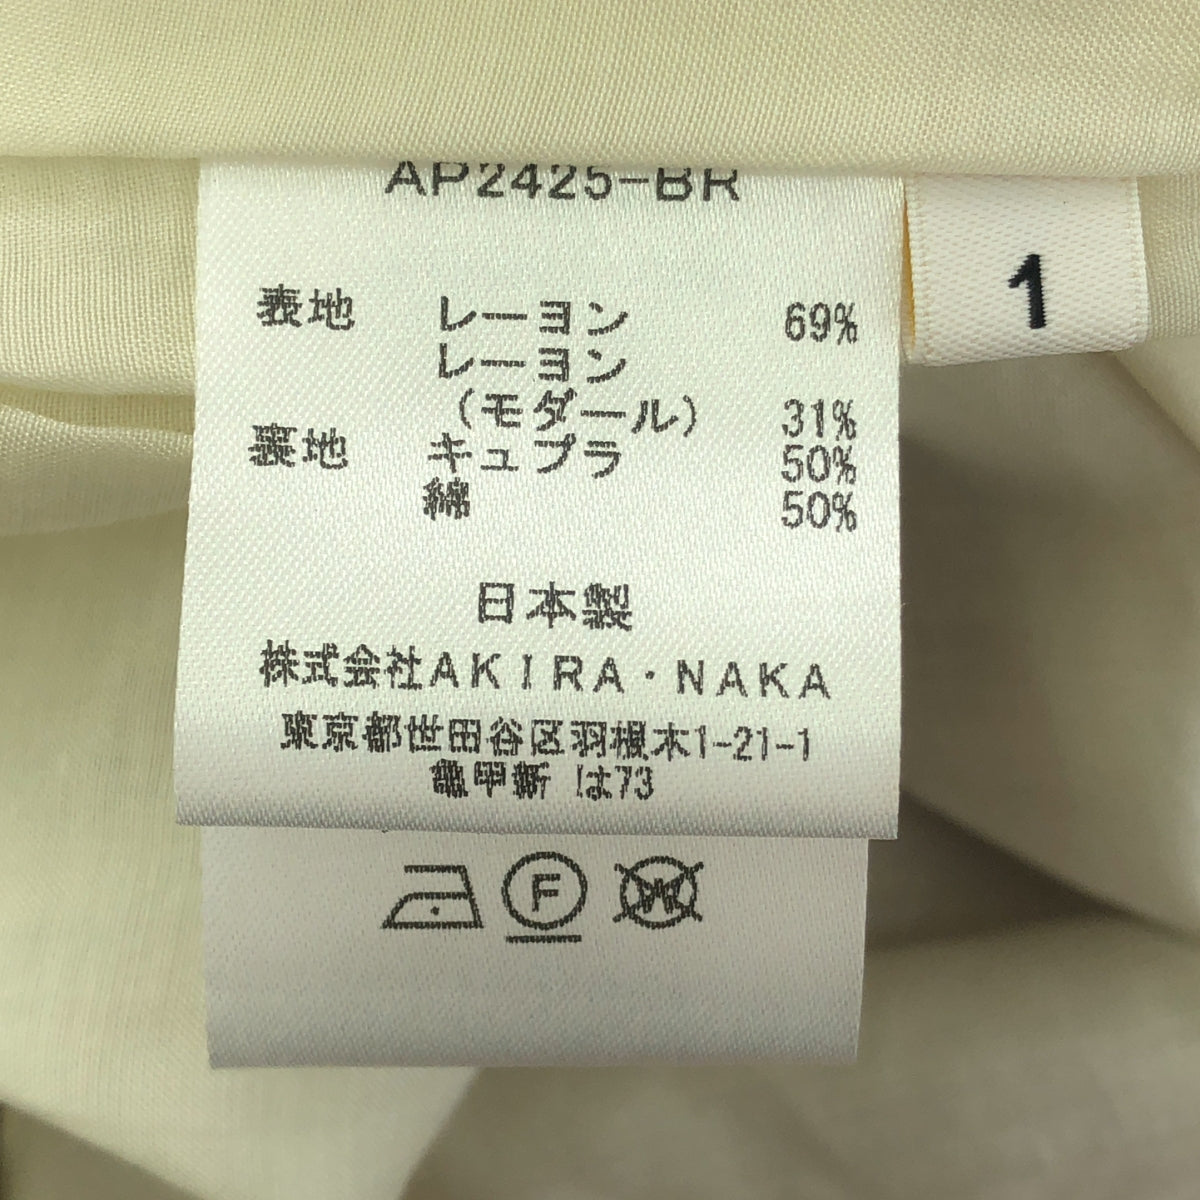 AP2425-BR
1
表地 レーヨン 69%
レーヨン
(モダール) 31%
裏地 キュプラ 50%
綿 50%
日本製
株式会社AKIRA・NAKA
東京都世田谷区羽根木1-21-1
亀甲新 は73
F
W